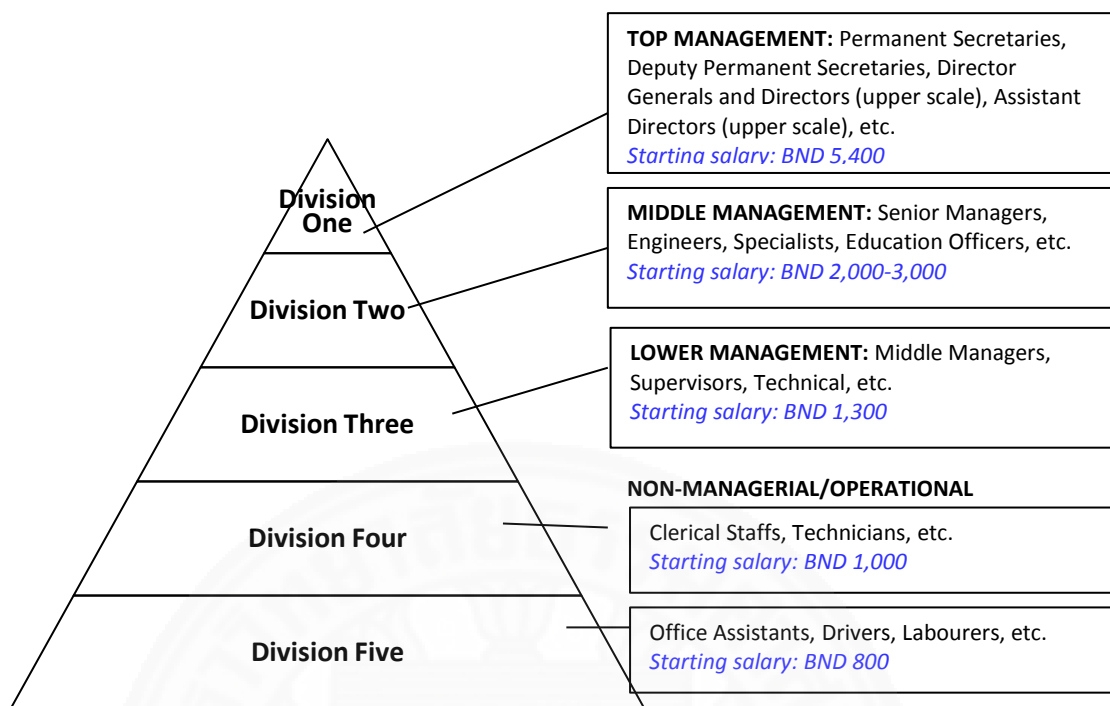 TOP MANAGEMENT: Permanent Secretaries,
Deputy Permanent Secretaries, Director
Generals and Directors (upper scale), Assistant
Directors (upper scale), etc.
Starting salary: BND 5,400
Division
One
MIDDLE MANAGEMENT: Senior Managers,
Engineers, Specialists, Education Officers, etc.
Starting salary: BND 2,000-3,000
Division Two
LOWER MANAGEMENT: Middle Managers,
Supervisors, Technical, etc.
Starting salary: BND 1,300
Division Three
NON-MANAGERIAL/OPERATIONAL
Clerical Staffs, Technicians, etc.
Starting salary: BND 1,000
Division Four
Office Assistants, Drivers, Labourers, etc.
Starting salary: BND 800
Division Five